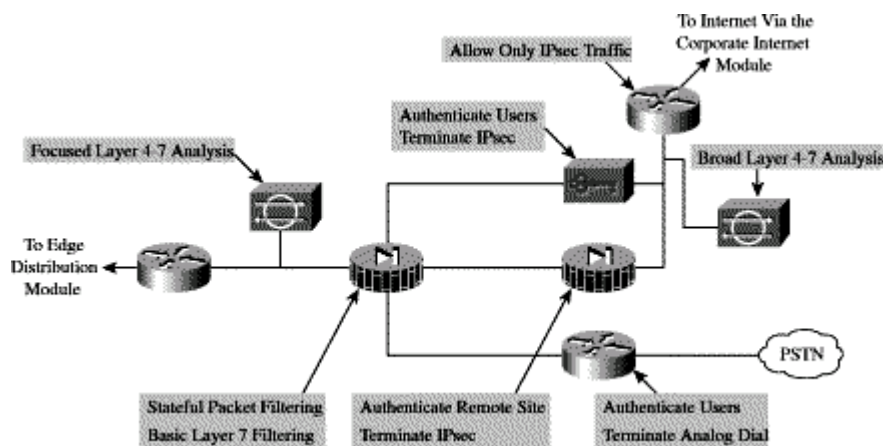 To Internet Via the
Corporate Internet
Module
Allow Only IPsec Traffic
Authenticate Users
Terminate IPsec
Focused Layer 4-7 Analysis
Broad Layer 4-7 Analysis
To Edge
Distribution
Module
PSTN
Stateful Packet Filtering
Basic Layer 7 Filtering
Authenticate Remote Site
Terminate IPsec
Authenticate Users
Terminate Analog Dial